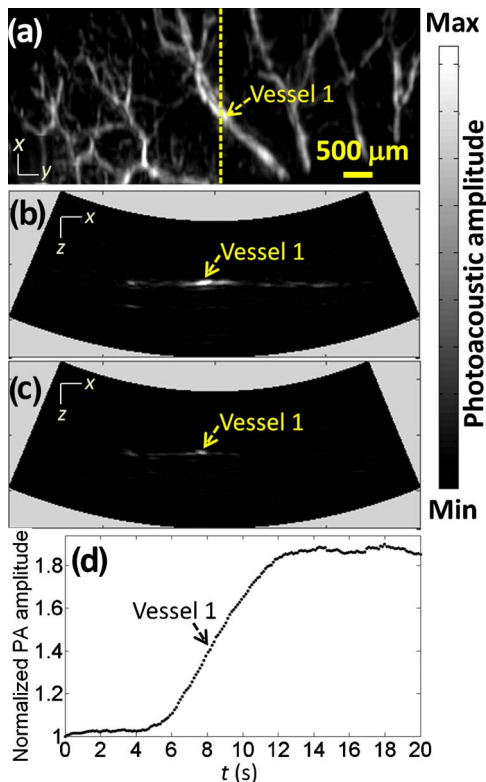 (a)
Vessel 1
x
y
500 µm
Max
Photoacoustic amplitude
Min
(b)
x
z
Vessel 1
(c)
x
z
Vessel 1
(d)
Normalized PA amplitude
Vessel 1
1.8
1.6
1.4
1.2
1
0 2 4 6 8 10 12 14 16 18 20
t (s)